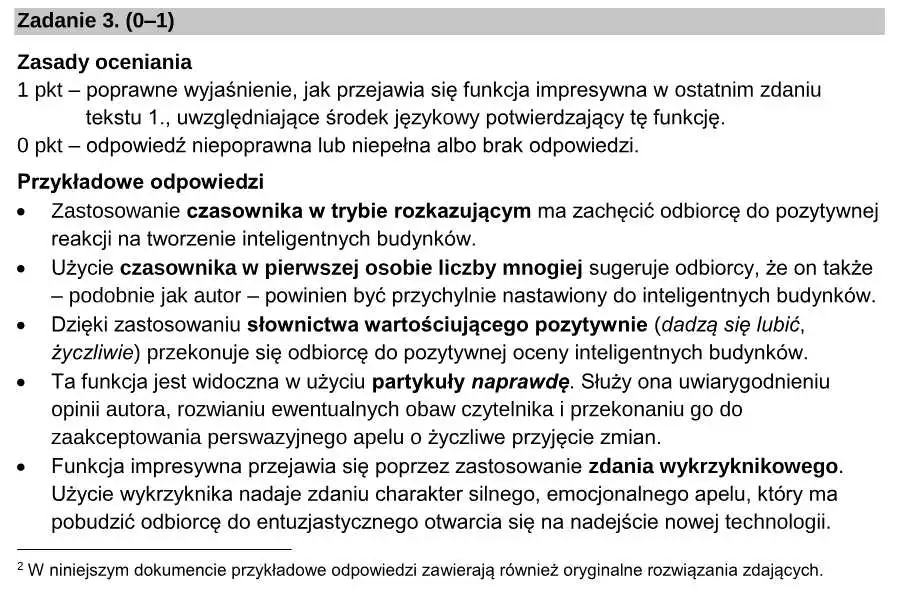 Zadanie 3. (0–1)
Zasady oceniania
1 pkt – poprawne wyjaśnienie, jak przejawia się funkcja impresywna w ostatnim zdaniu
tekstu 1., uwzględniające środek językowy potwierdzający tę funkcję.
0 pkt – odpowiedź niepoprawna lub niepełna albo brak odpowiedzi.
Przykładowe odpowiedzi
• Zastosowanie czasownika w trybie rozkazującym ma zachęcić odbiorcę do pozytywnej
reakcji na tworzenie inteligentnych budynków.
• Użycie czasownika w pierwszej osobie liczby mnogiej sugeruje odbiorcy, że on także
– podobnie jak autor – powinien być przychylnie nastawiony do inteligentnych budynków.
• Dzięki zastosowaniu słownictwa wartościującego pozytywnie (dadzą się lubić,
życzliwie) przekonuje się odbiorcę do pozytywnej oceny inteligentnych budynków.
• Ta funkcja jest widoczna w użyciu partykuły naprawdę. Służy ona uwiarygodnieniu
opinii autora, rozwianiu ewentualnych obaw czytelnika i przekonaniu go do
zaakceptowania perswazyjnego apelu o życzliwe przyjęcie zmian.
• Funkcja impresywna przejawia się poprzez zastosowanie zdania wykrzyknikowego.
Użycie wykrzyknika nadaje zdaniu charakter silnego, emocjonalnego apelu, który ma
pobudzić odbiorcę do entuzjastycznego otwarcia się na nadejście nowej technologii.
2 W niniejszym dokumencie przykładowe odpowiedzi zawierają również oryginalne rozwiązania zdających.